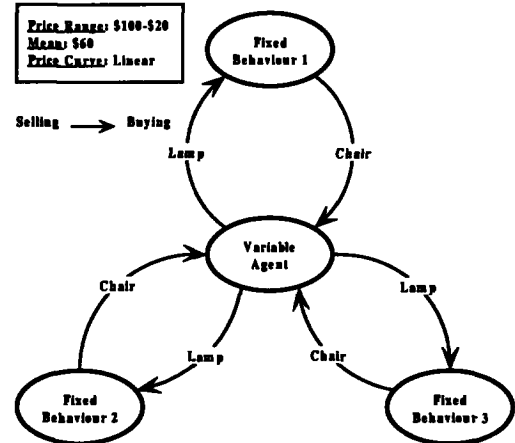 Price Range: $100-$20
Mean: $60
Price Curve: Linear
Selling → Buying
Fixed
Behaviour 1
Lamp
Chair
Variable
Agent
Chair
Lamp
Lamp
Chair
Fixed
Behaviour 2
Fixed
Behaviour 3